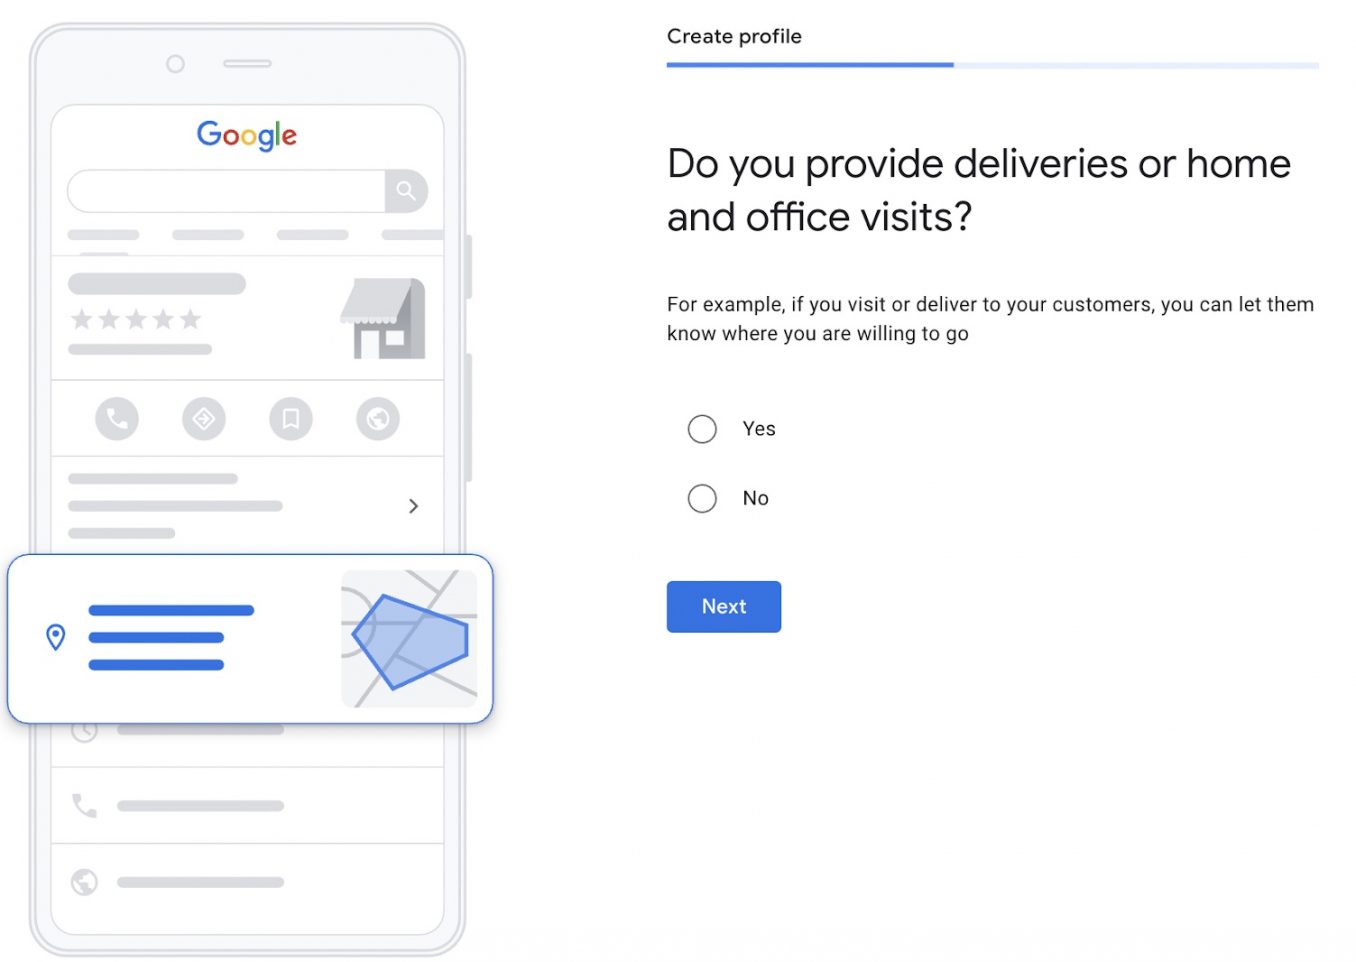 Google
Create profile
Do you provide deliveries or home
and office visits?
For example, if you visit or deliver to your customers, you can let them
know where you are willing to go
Yes
No
Next